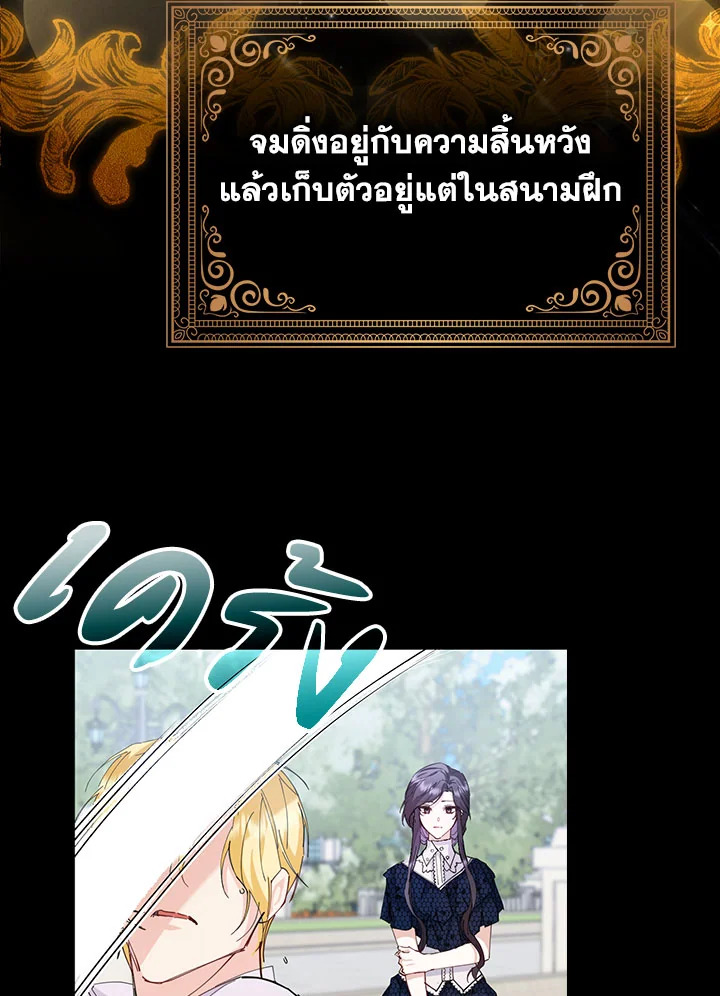 จมดิ่งอยู่กับความสิ้นหวัง
แล้วเก็บตัวอยู่แต่ในสนามฝึก
เคร้ง